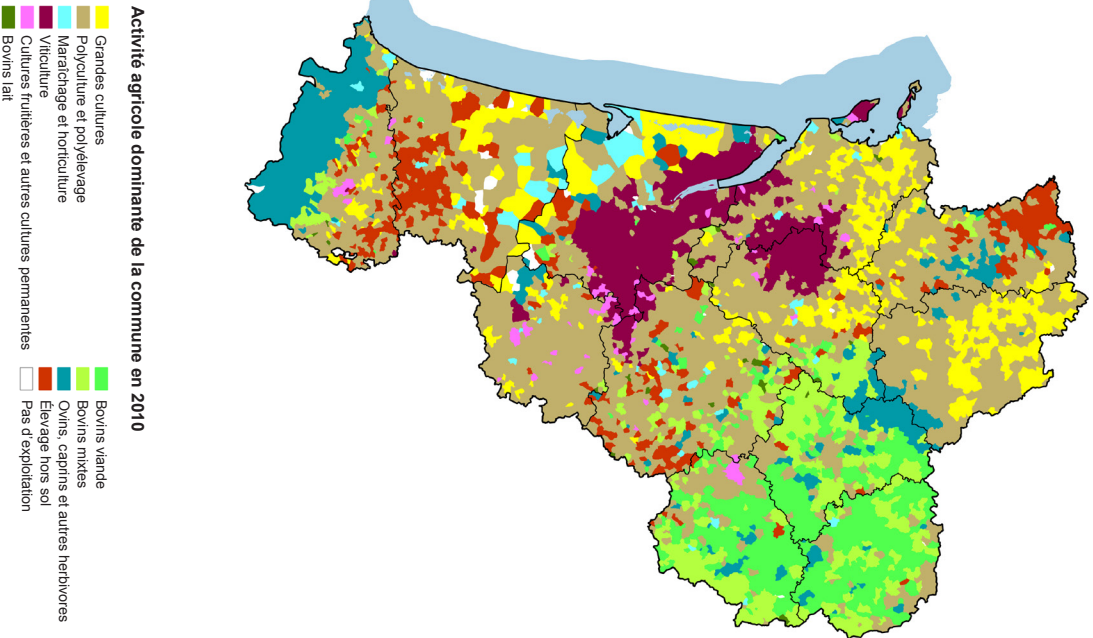 Activité agricole dominante de la commune en 2010
Grandes cultures
Polyculture et polyélevage
Maraîchage et horticulture
Viticulture
Cultures fruitières et autres cultures permanentes
Bovins lait
Bovins viande
Bovins mixtes
Ovins, caprins et autres herbivores
Élevage hors sol
Pas d'exploitation